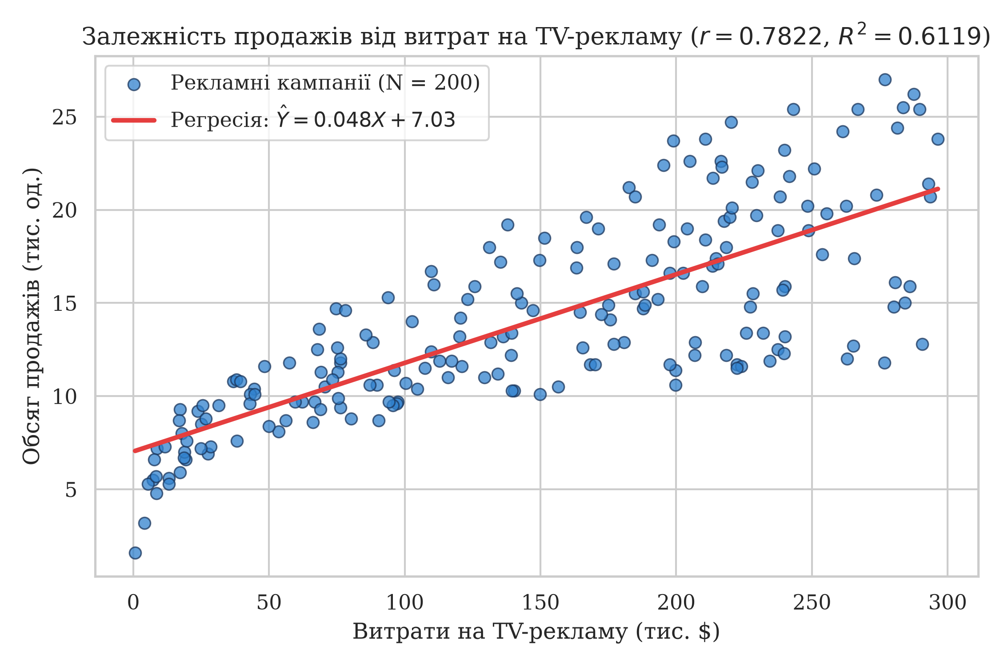 Залежність продажів від витрат на TV-рекламу (r = 0.7822, R² = 0.6119)
Рекламні кампанії (N = 200)
Регресія: Ŷ = 0.048X + 7.03
Обсяг продажів (тис. од.)
25
20
15
10
5
0 50 100 150 200 250 300
Витрати на TV-рекламу (тис. $)